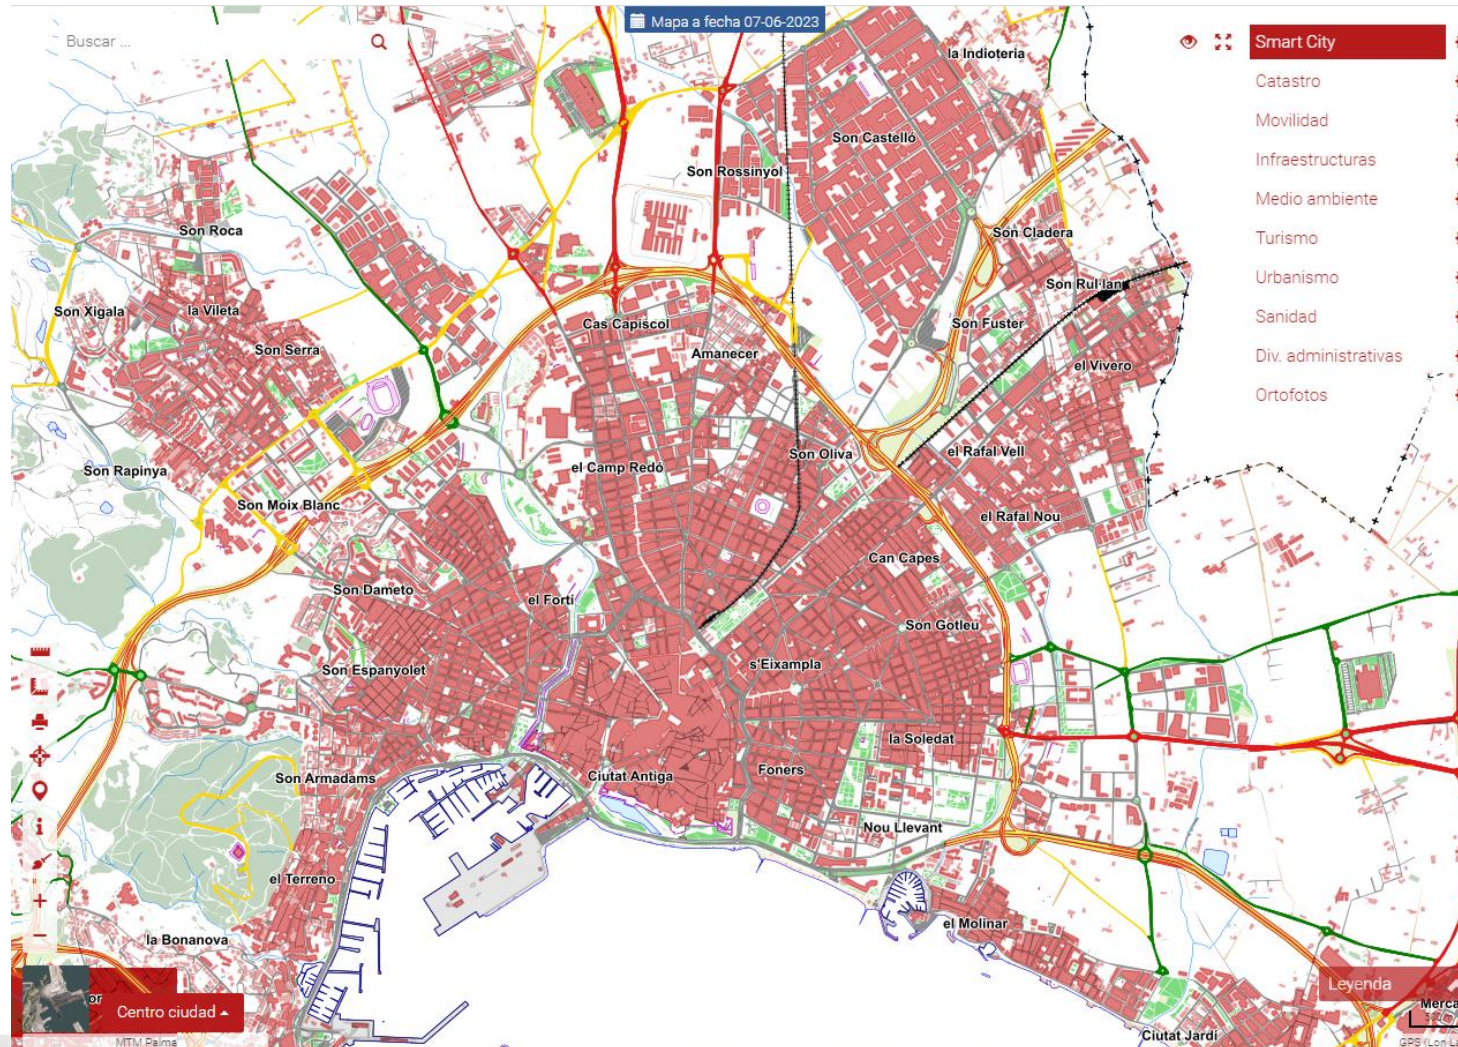 Mapa a fecha 07-06-2023
Buscar ...
Smart City
Catastro
Movilidad
Infraestructuras
Medio ambiente
Turismo
Urbanismo
Sanidad
Div. administrativas
Ortofotos
la Indioteria
Son Castelló
Son Rossinyol
Son Roca
Son Cladera
Son Rul·lan
Son Xigala
la Vileta
Cas Capiscol
Son Fuster
Son Serra
Amanecer
el Vivero
Son Oliva
el Rafal Vell
Son Rapinya
el Camp Redó
Son Moix Blanc
el Rafal Nou
Can Capes
Son Dameto
el Fortí
Son Gotleu
Son Espanyolet
s'Eixampla
la Soledat
Son Armadams
Ciutat Antiga
Foners
Nou Llevant
el Terreno
el Molinar
la Bonanova
Leyenda
Centro ciudad
Merca
Ciutat Jardí
MTM Palma